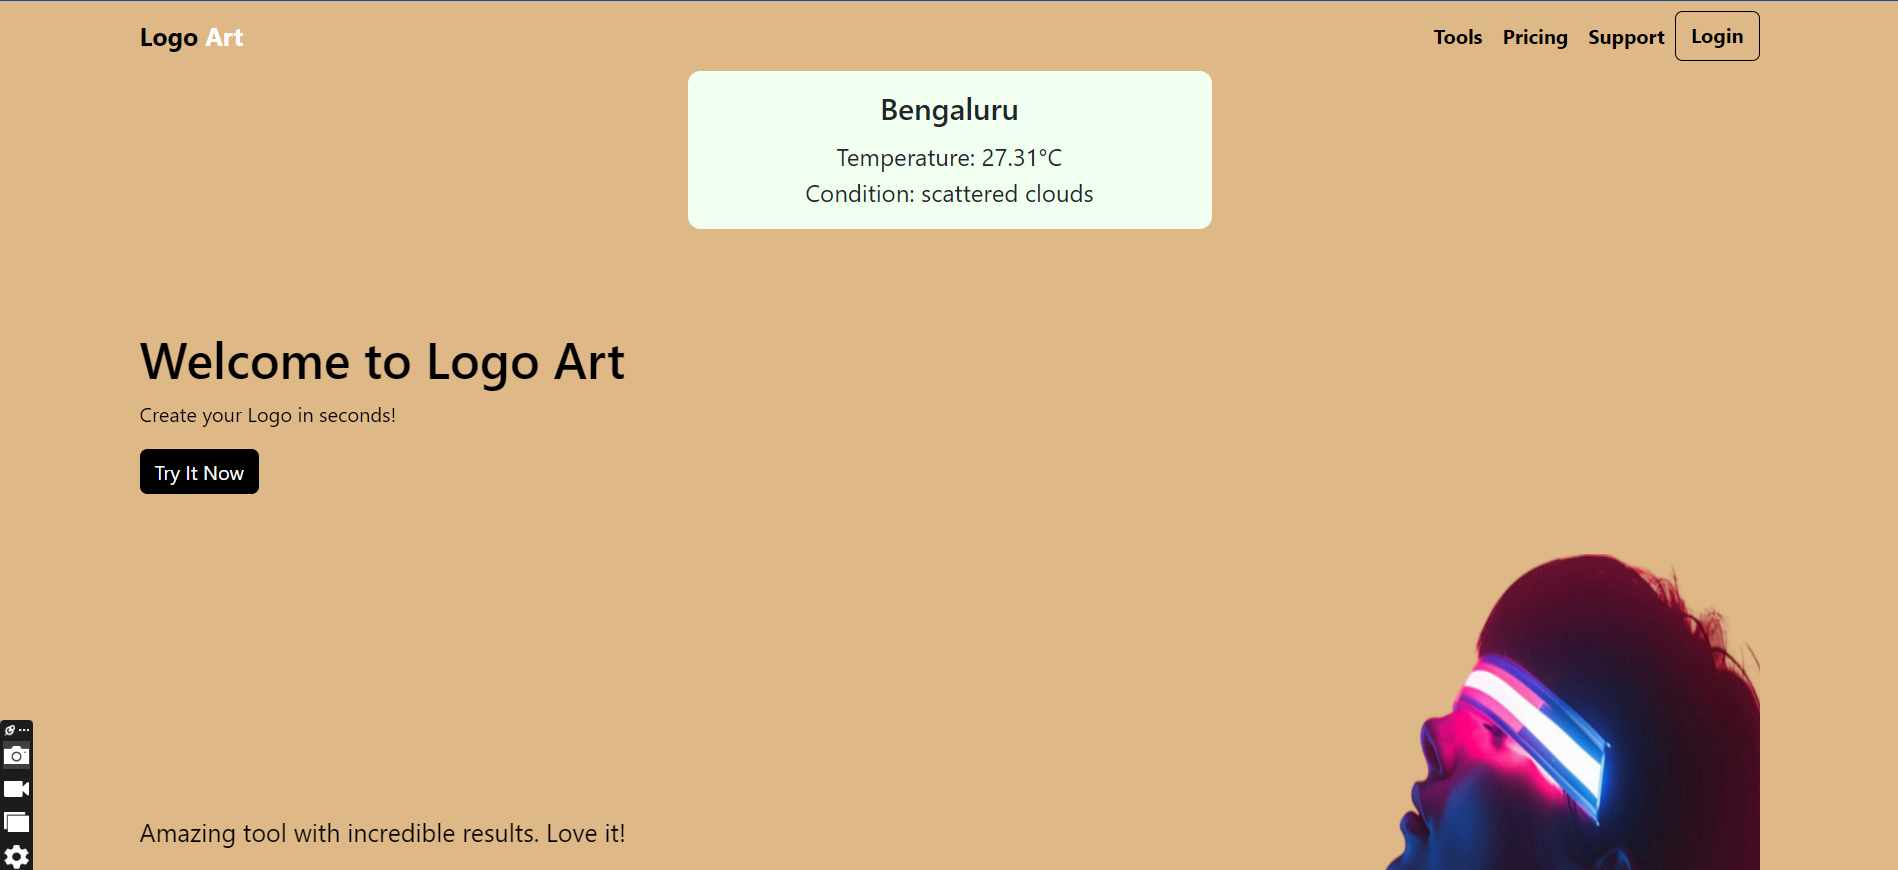 Logo Art
Tools Pricing Support Login
Bengaluru
Temperature: 27.31°C
Condition: scattered clouds
Welcome to Logo Art
Create your Logo in seconds!
Try It Now
Amazing tool with incredible results. Love it!